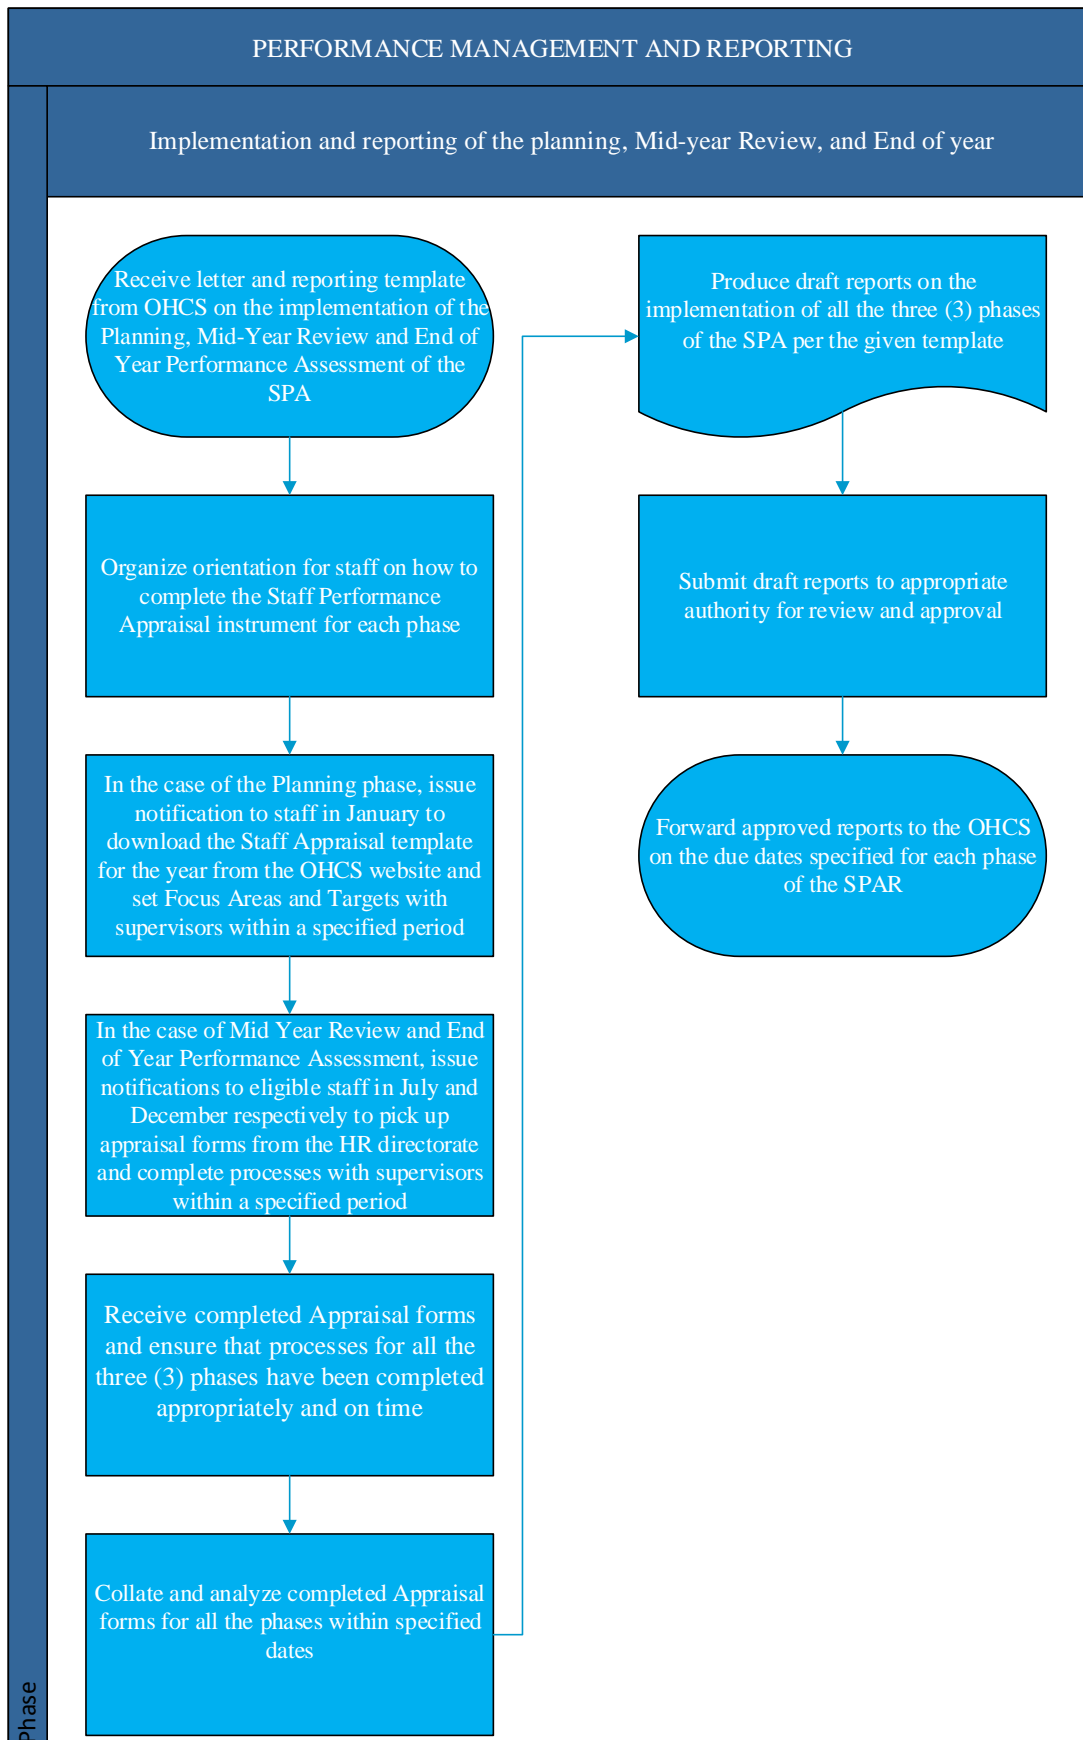 PERFORMANCE MANAGEMENT AND REPORTING
Implementation and reporting of the planning, Mid-year Review, and End of year
Receive letter and reporting template
from OHCS on the implementation of the
Planning, Mid-Year Review and End of
Year Performance Assessment of the
SPA
Organize orientation for staff on how to
complete the Staff Performance
Appraisal instrument for each phase
In the case of the Planning phase, issue
notification to staff in January to
download the Staff Appraisal template
for the year from the OHCS website and
set Focus Areas and Targets with
supervisors within a specified period
In the case of Mid Year Review and End
of Year Performance Assessment, issue
notifications to eligible staff in July and
December respectively to pick up
appraisal forms from the HR directorate
and complete processes with supervisors
within a specified period
Receive completed Appraisal forms
and ensure that processes for all the
three (3) phases have been completed
appropriately and on time
Collate and analyze completed Appraisal
forms for all the phases within specified
dates
Produce draft reports on the
implementation of all the three (3) phases
of the SPA per the given template
Submit draft reports to appropriate
authority for review and approval
Forward approved reports to the OHCS
on the due dates specified for each phase
of the SPAR
Phase